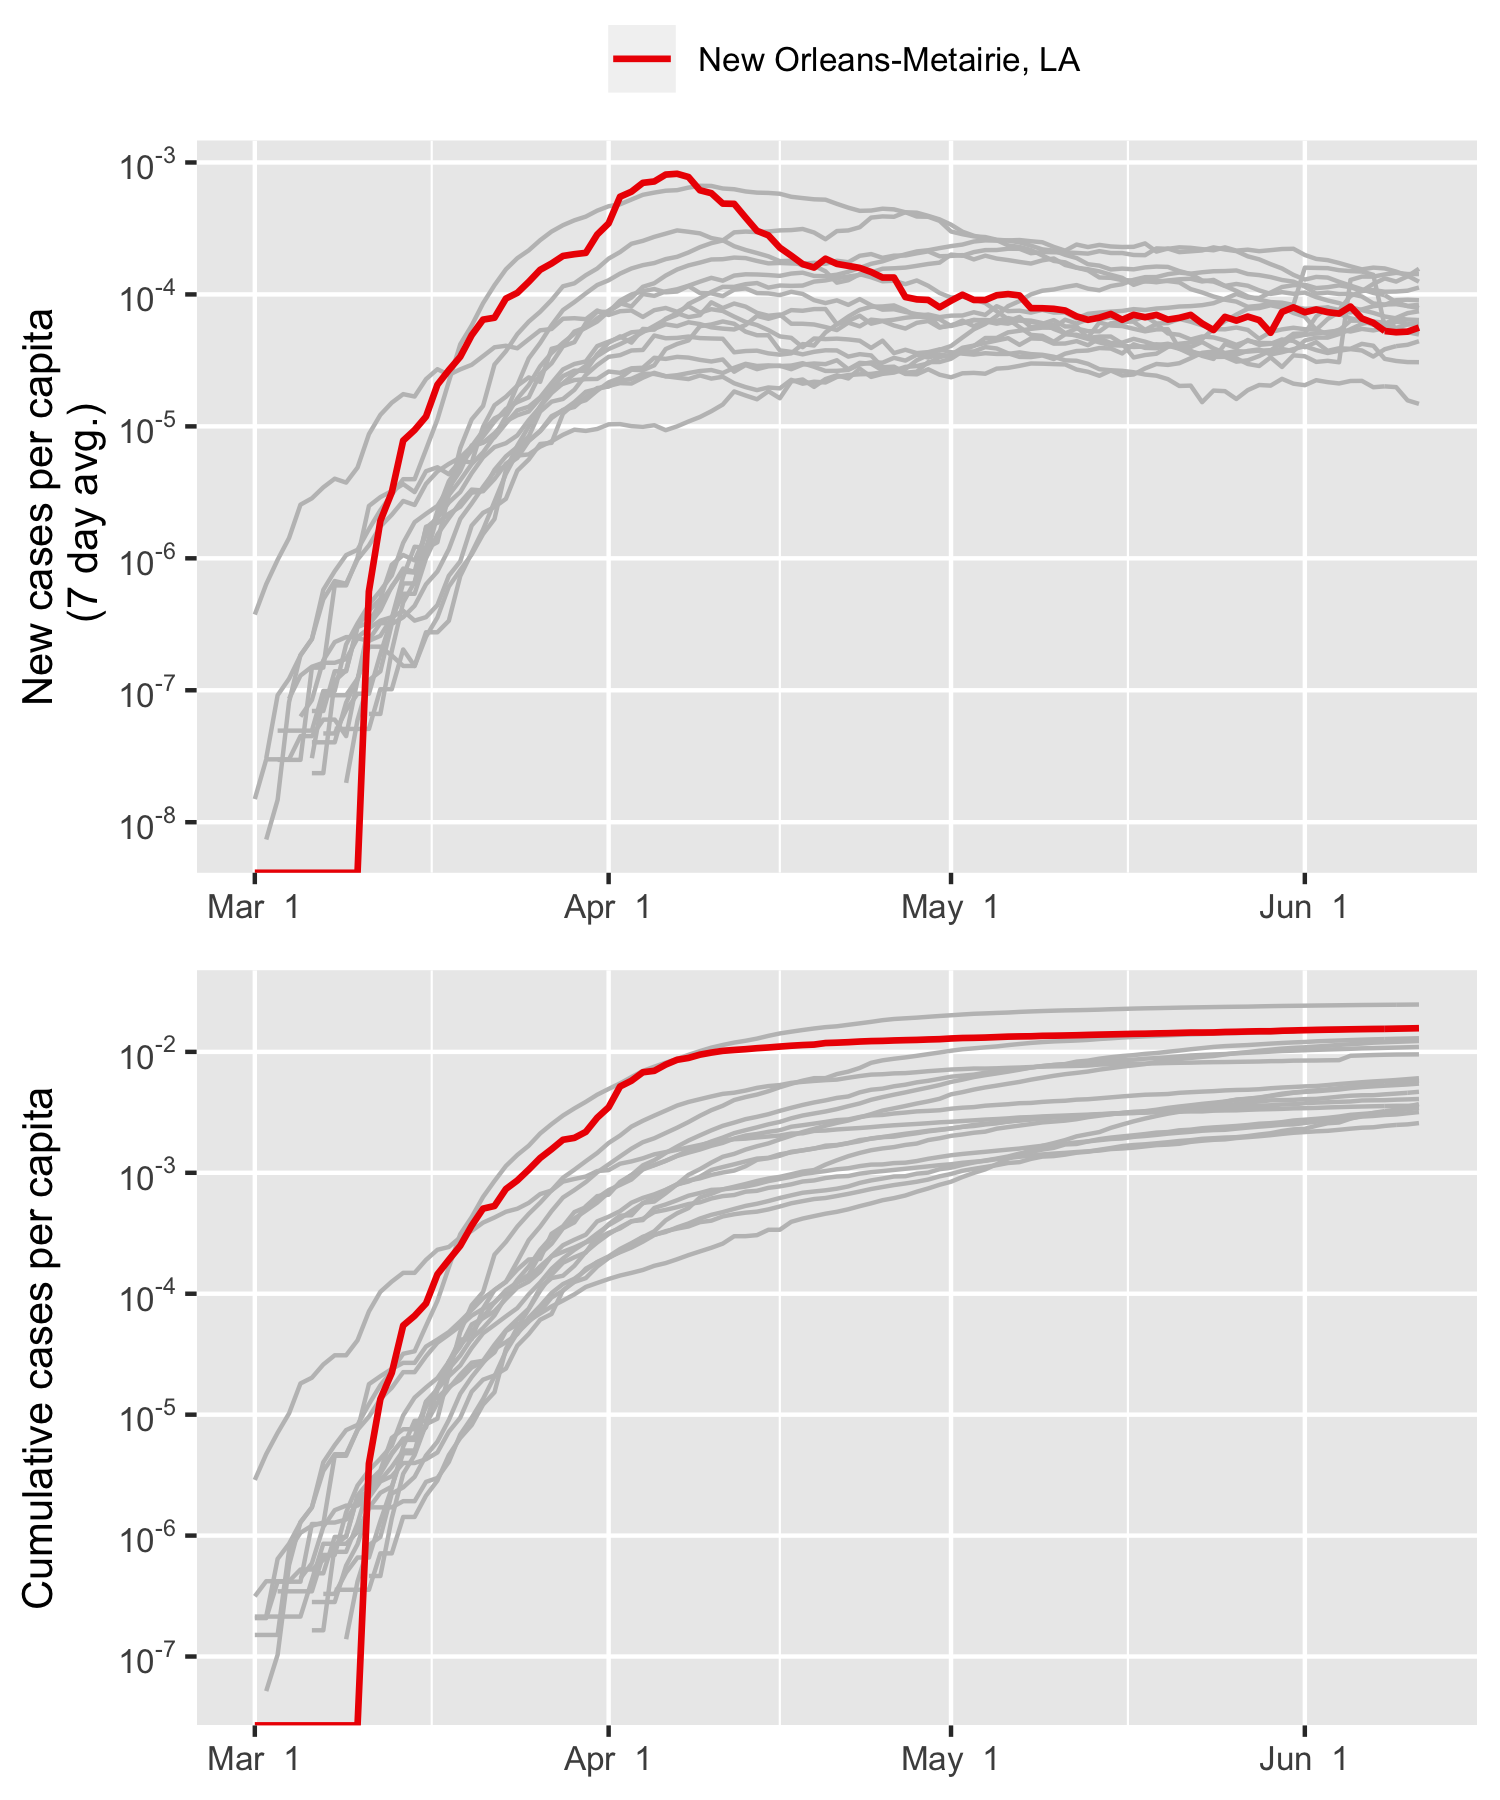 New Orleans-Metairie, LA
New cases per capita
(7 day avg.)
10⁻³
10⁻⁴
10⁻⁵
10⁻⁶
10⁻⁷
10⁻⁸
Mar 1 Apr 1 May 1 Jun 1
Cumulative cases per capita
10⁻²
10⁻³
10⁻⁴
10⁻⁵
10⁻⁶
10⁻⁷
Mar 1 Apr 1 May 1 Jun 1